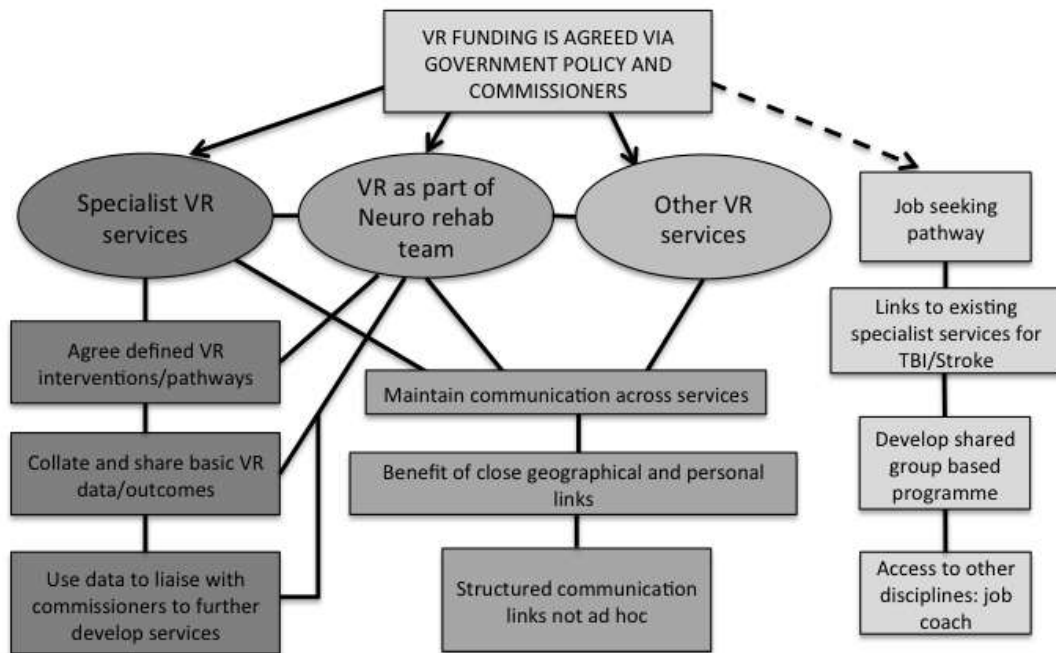 VR FUNDING IS AGREED VIA
GOVERNMENT POLICY AND
COMMISSIONERS
Specialist VR
services
VR as part of
Neuro rehab
team
Other VR
services
Job seeking
pathway
Agree defined VR
interventions/pathways
Collate and share basic VR
data/outcomes
Use data to liaise with
commissioners to further
develop services
Maintain communication across services
Benefit of close geographical and personal
links
Structured communication
links not ad hoc
Links to existing
specialist services for
TBI/Stroke
Develop shared
group based
programme
Access to other
disciplines: job
coach